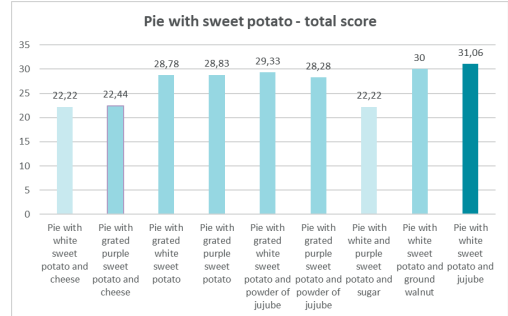 Pie with sweet potato - total score
35
30
25
20
15
10
5
0
22,22
22,44
28,78
28,83
29,33
28,28
22,22
30
31,06
Pie with
white
sweet
potato and
cheese
Pie with
grated
purple
sweet
potato and
cheese
Pie with
grated
white
sweet
potato
Pie with
grated
purple
sweet
potato
Pie with
grated
white
sweet
potato and
powder of
jujube
Pie with
grated
purple
sweet
potato and
powder of
jujube
Pie with
white and
purple
sweet
potato and
sugar
Pie with
white
sweet
potato and
ground
walnut
Pie with
white
sweet
potato and
jujube